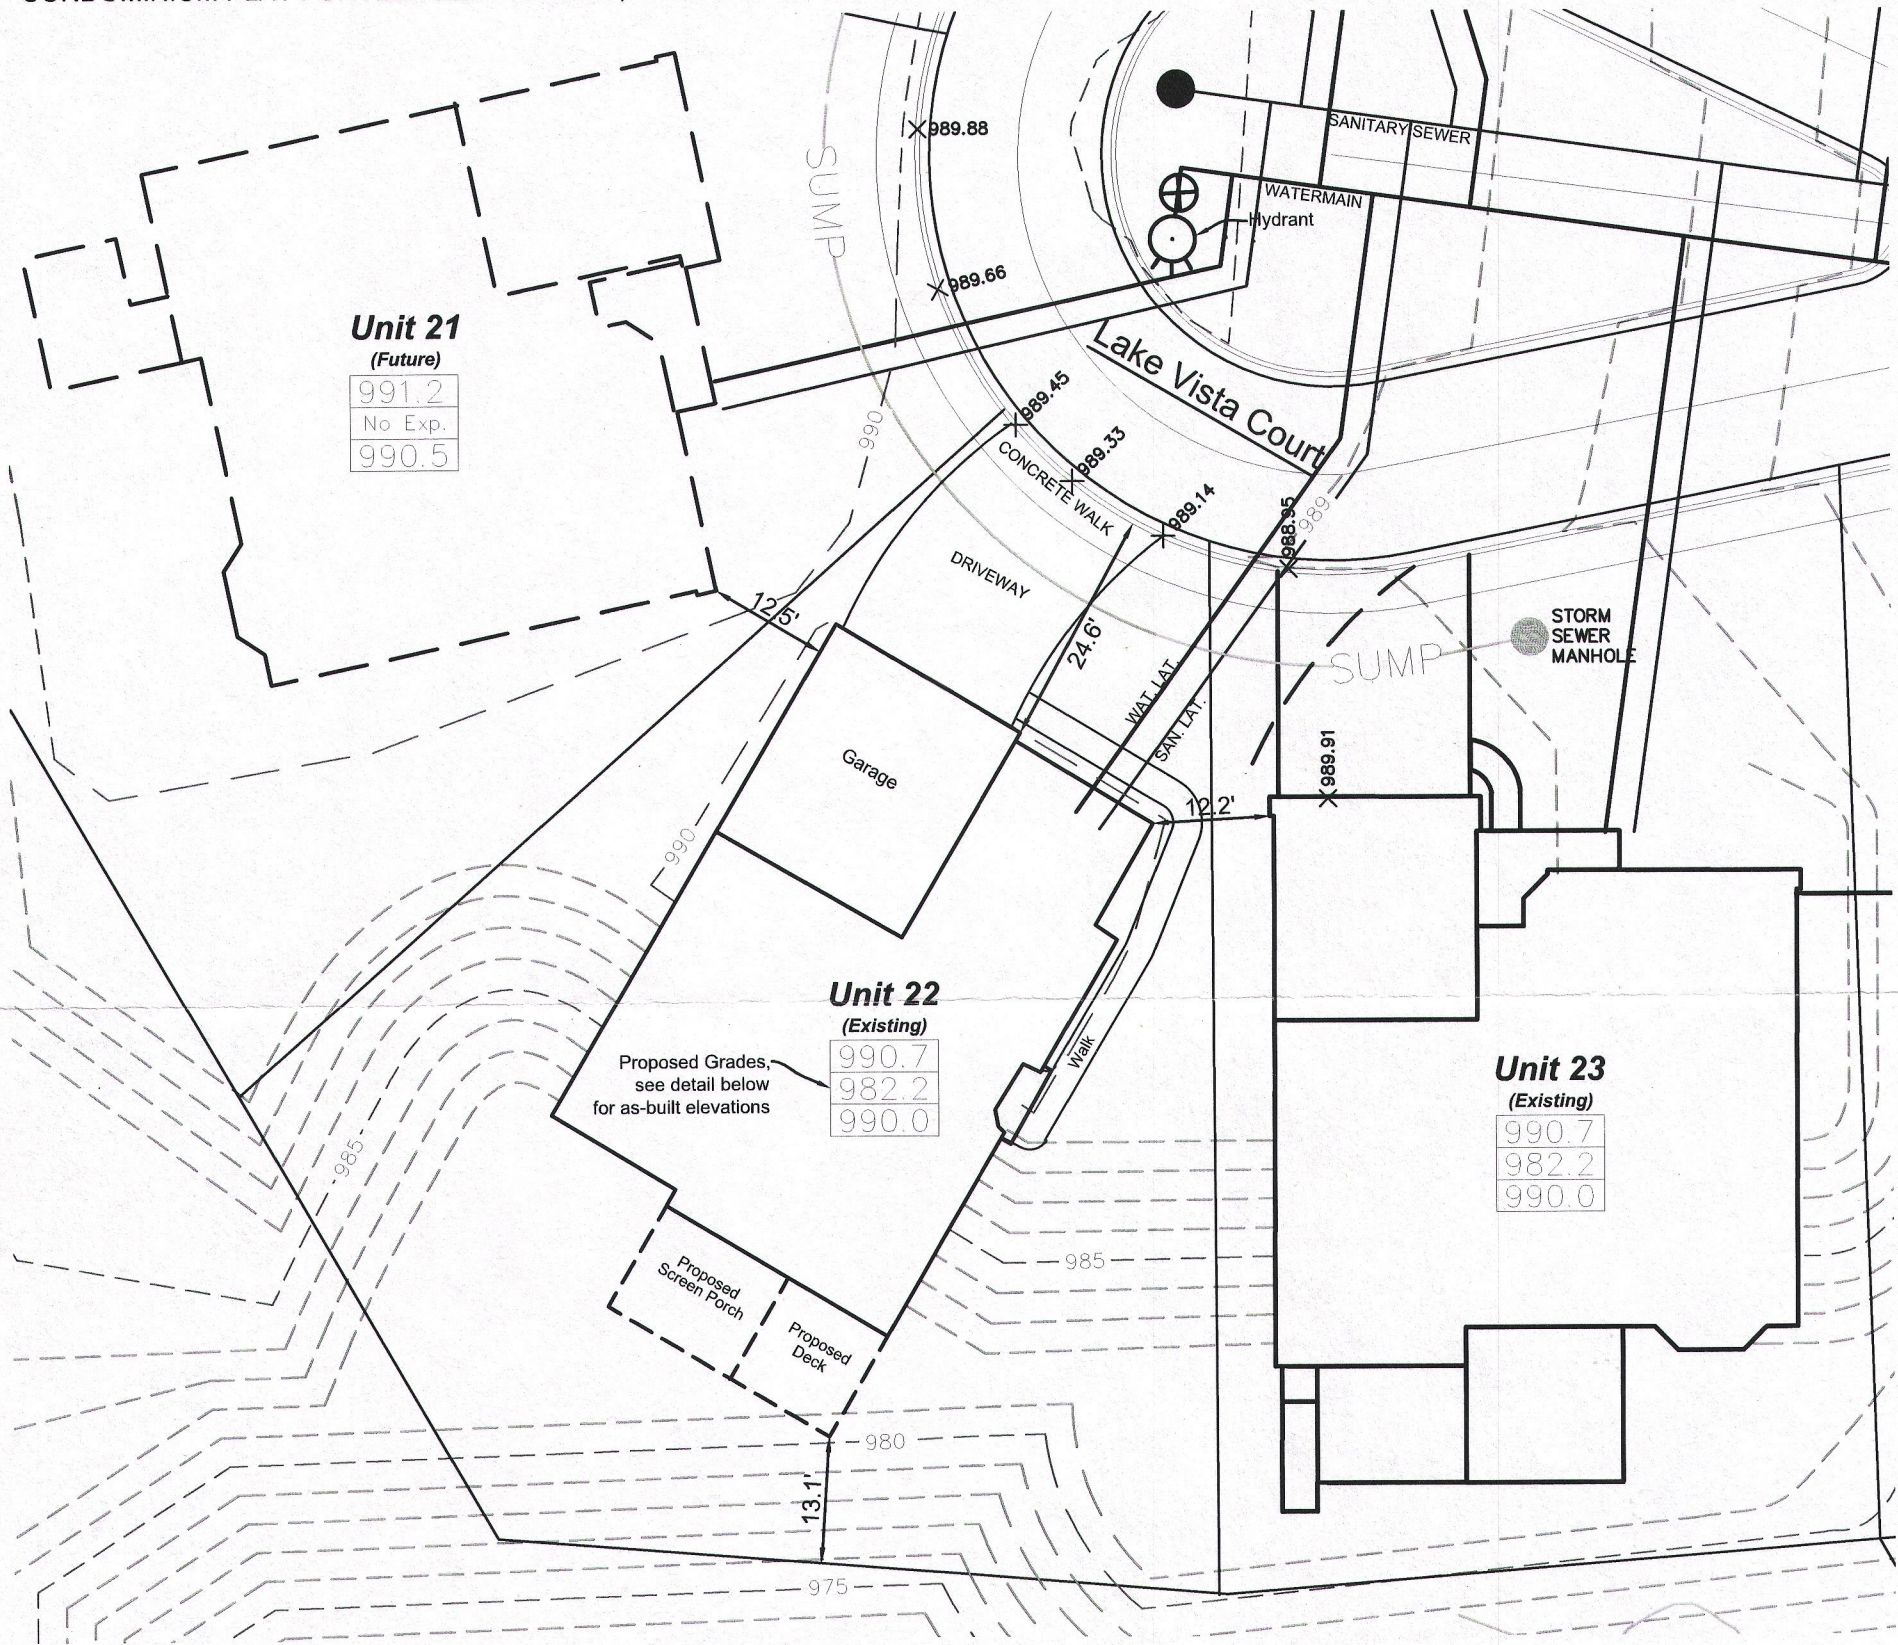 989.88
SANITARY SEWER
SUMP
WATERMAIN
Hydrant
989.66
Unit 21
(Future)
991.2
No Exp.
990.5
Lake Vista Court
989.45
990
989.33
CONCRETE WALK
989.14
988.95
989
DRIVEWAY
12.5'
24.6'
STORM
SEWER
MANHOLE
SUMP
WAT. LAT.
SAN. LAT.
989.91
Garage
12.2'
990
Unit 22
(Existing)
990.7
982.2
990.0
Proposed Grades,
see detail below
for as-built elevations
Walk
Unit 23
(Existing)
990.7
982.2
990.0
985
985
Proposed
Screen Porch
Proposed
Deck
980
13.1'
975